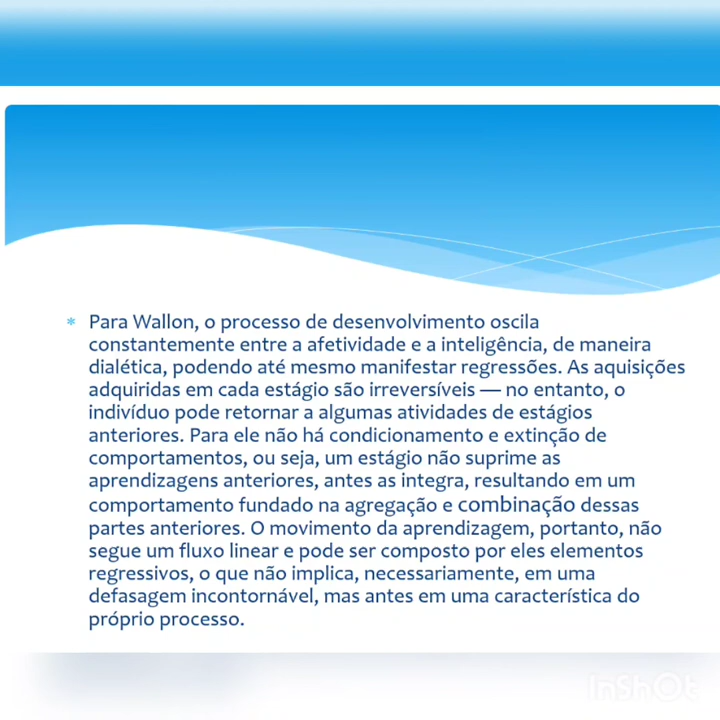 * Para Wallon, o processo de desenvolvimento oscila
constantemente entre a afetividade e a inteligência, de maneira
dialética, podendo até mesmo manifestar regressões. As aquisições
adquiridas em cada estágio são irreversíveis — no entanto, o
indivíduo pode retornar a algumas atividades de estágios
anteriores. Para ele não há condicionamento e extinção de
comportamentos, ou seja, um estágio não suprime as
aprendizagens anteriores, antes as integra, resultando em um
comportamento fundado na agregação e combinação dessas
partes anteriores. O movimento da aprendizagem, portanto, não
segue um fluxo linear e pode ser composto por eles elementos
regressivos, o que não implica, necessariamente, em uma
defasagem incontornável, mas antes em uma característica do
próprio processo.
InShOt